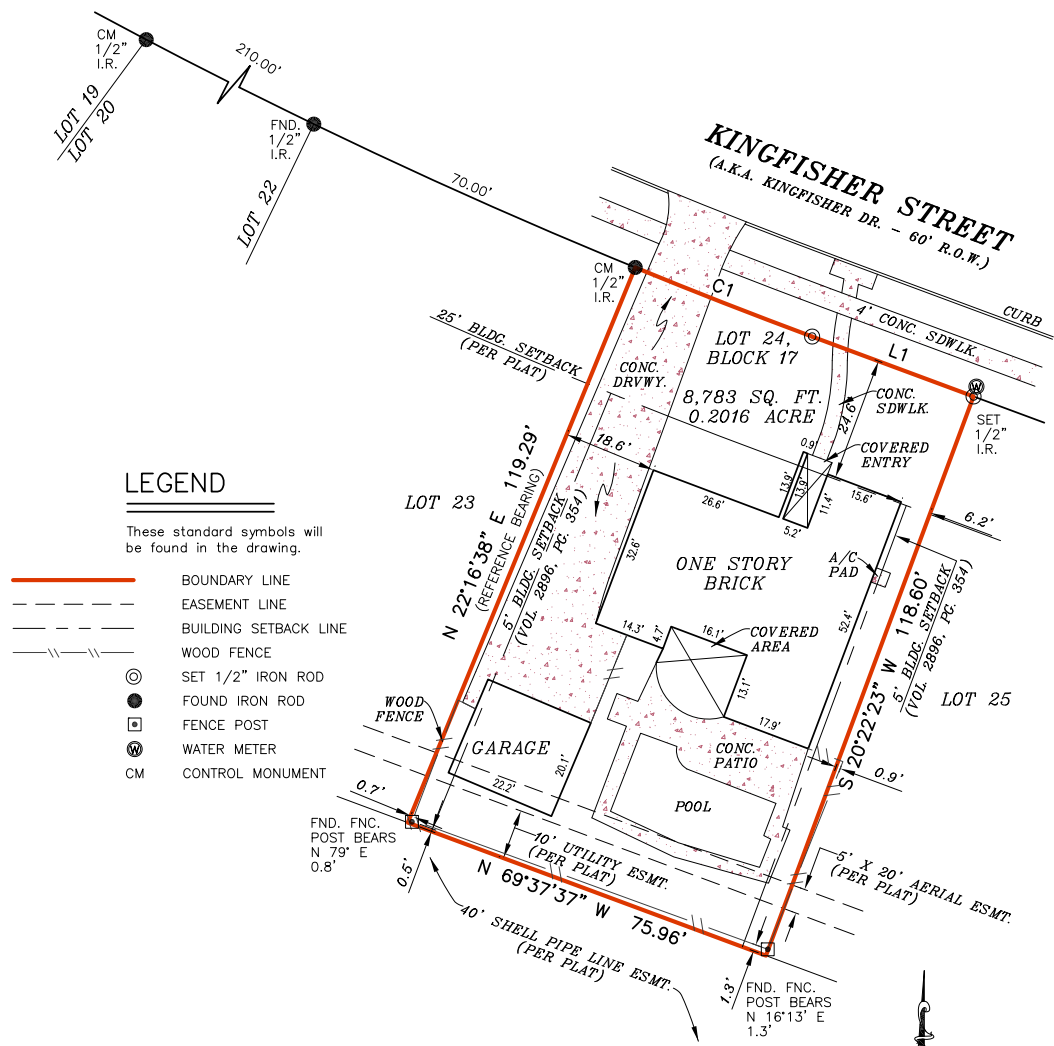 CM
1/2"
I.R.
210.00'
LOT 19
LOT 20
FND.
1/2"
I.R.
LOT 22
70.00'
KINGFISHER STREET
(A.K.A. KINGFISHER DR. - 60' R.O.W.)
CM
1/2"
I.R.
C1
CURB
4' CONC. SDWLK.
L1
25' BLDG. SETBACK
(PER PLAT)
LOT 24,
BLOCK 17
8,783 SQ. FT.
0.2016 ACRE
CONC.
DRVWY.
CONC.
SDWLK.
24.6'
W
SET
1/2"
I.R.
COVERED
ENTRY
0.9'
18.6'
13.9'
13.9'
11.4'
5.2'
15.6'
26.6'
6.2'
LEGEND
These standard symbols will
be found in the drawing.
BOUNDARY LINE
EASEMENT LINE
BUILDING SETBACK LINE
WOOD FENCE
SET 1/2" IRON ROD
FOUND IRON ROD
FENCE POST
W WATER METER
CM CONTROL MONUMENT
LOT 23
N 22°16'38" E 119.29'
(REFERENCE BEARING)
5' BLDG. SETBACK
(VOL. 2896, PG. 354)
32.6'
ONE STORY
BRICK
A/C
PAD
52.4'
S 20°22'23" W 118.60'
5' BLDG. SETBACK
(VOL. 2896, PG. 354)
LOT 25
14.3'
4.7'
16.1'
COVERED
AREA
13.1'
17.9'
WOOD
FENCE
GARAGE
22.2'
20.1'
CONC.
PATIO
POOL
0.9'
0.7'
FND. FNC.
POST BEARS
N 79° E
0.8'
0.5'
10' UTILITY ESMT.
(PER PLAT)
5' X 20' AERIAL ESMT.
(PER PLAT)
N 69°37'37" W 75.96'
40' SHELL PIPE LINE ESMT.
(PER PLAT)
1.3'
FND. FNC.
POST BEARS
N 16°13' E
1.3'